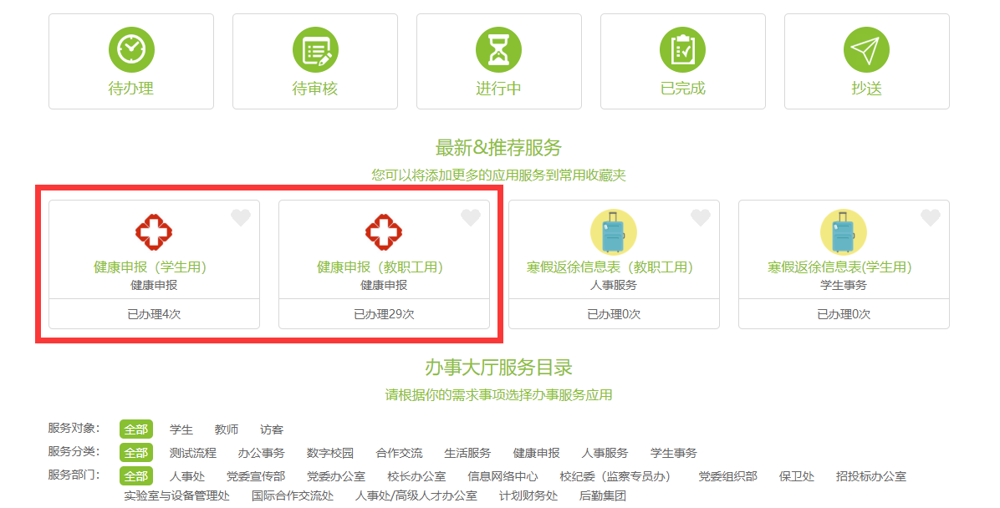 待办理 待审核 进行中 已完成 抄送
最新&推荐服务
您可以将添加更多的应用服务到常用收藏夹
健康申报（学生用） 健康申报（教职工用） 寒假返徐信息表（教职工用） 寒假返徐信息表(学生用）
健康申报 健康申报 人事服务 学生事务
已办理4次 已办理29次 已办理0次 已办理0次
办事大厅服务目录
请根据你的需求事项选择办事服务应用
服务对象： 全部 学生 教师 访客
服务分类： 全部 测试流程 办公事务 数字校园 合作交流 生活服务 健康申报 人事服务 学生事务
服务部门： 全部 人事处 党委宣传部 党委办公室 校长办公室 信息网络中心 校纪委（监察专员办） 党委组织部 保卫处 招投标办公室
实验室与设备管理处 国际合作交流处 人事处/高级人才办公室 计划财务处 后勤集团